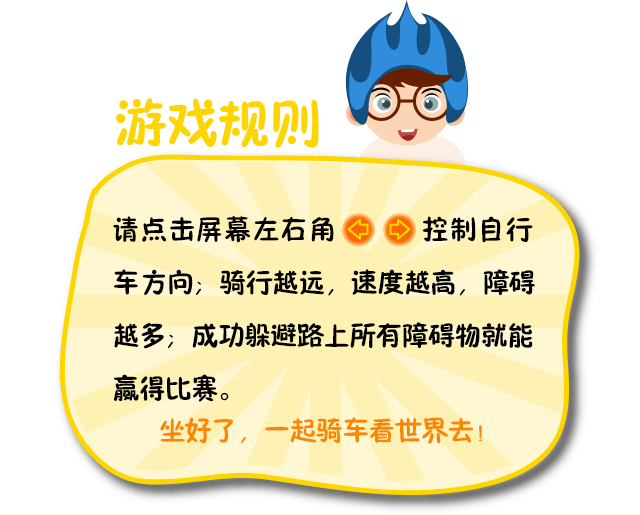 游戏规则
请点击屏幕左右角 控制自行
车方向；骑行越远，速度越高，障碍
越多；成功躲避路上所有障碍物就能
赢得比赛。
坐好了，一起骑车看世界去！